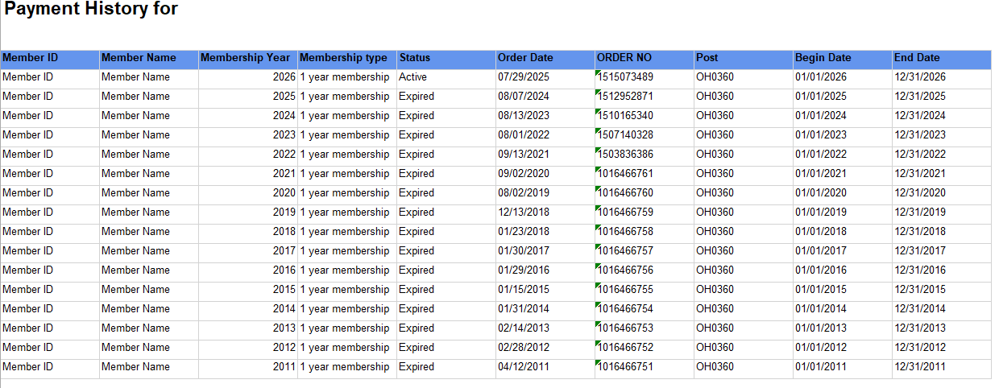 Payment History for
Member ID Member Name Membership Year Membership type Status Order Date ORDER NO Post Begin Date End Date
Member ID Member Name 2026 1 year membership Active 07/29/2025 1515073489 OH0360 01/01/2026 12/31/2026
Member ID Member Name 2025 1 year membership Expired 08/07/2024 1512952871 OH0360 01/01/2025 12/31/2025
Member ID Member Name 2024 1 year membership Expired 08/13/2023 1510165340 OH0360 01/01/2024 12/31/2024
Member ID Member Name 2023 1 year membership Expired 08/01/2022 1507140328 OH0360 01/01/2023 12/31/2023
Member ID Member Name 2022 1 year membership Expired 09/13/2021 1503836386 OH0360 01/01/2022 12/31/2022
Member ID Member Name 2021 1 year membership Expired 09/02/2020 1016466761 OH0360 01/01/2021 12/31/2021
Member ID Member Name 2020 1 year membership Expired 08/02/2019 1016466760 OH0360 01/01/2020 12/31/2020
Member ID Member Name 2019 1 year membership Expired 12/13/2018 1016466759 OH0360 01/01/2019 12/31/2019
Member ID Member Name 2018 1 year membership Expired 01/23/2018 1016466758 OH0360 01/01/2018 12/31/2018
Member ID Member Name 2017 1 year membership Expired 01/30/2017 1016466757 OH0360 01/01/2017 12/31/2017
Member ID Member Name 2016 1 year membership Expired 01/29/2016 1016466756 OH0360 01/01/2016 12/31/2016
Member ID Member Name 2015 1 year membership Expired 01/15/2015 1016466755 OH0360 01/01/2015 12/31/2015
Member ID Member Name 2014 1 year membership Expired 01/31/2014 1016466754 OH0360 01/01/2014 12/31/2014
Member ID Member Name 2013 1 year membership Expired 02/14/2013 1016466753 OH0360 01/01/2013 12/31/2013
Member ID Member Name 2012 1 year membership Expired 02/28/2012 1016466752 OH0360 01/01/2012 12/31/2012
Member ID Member Name 2011 1 year membership Expired 04/12/2011 1016466751 OH0360 01/01/2011 12/31/2011